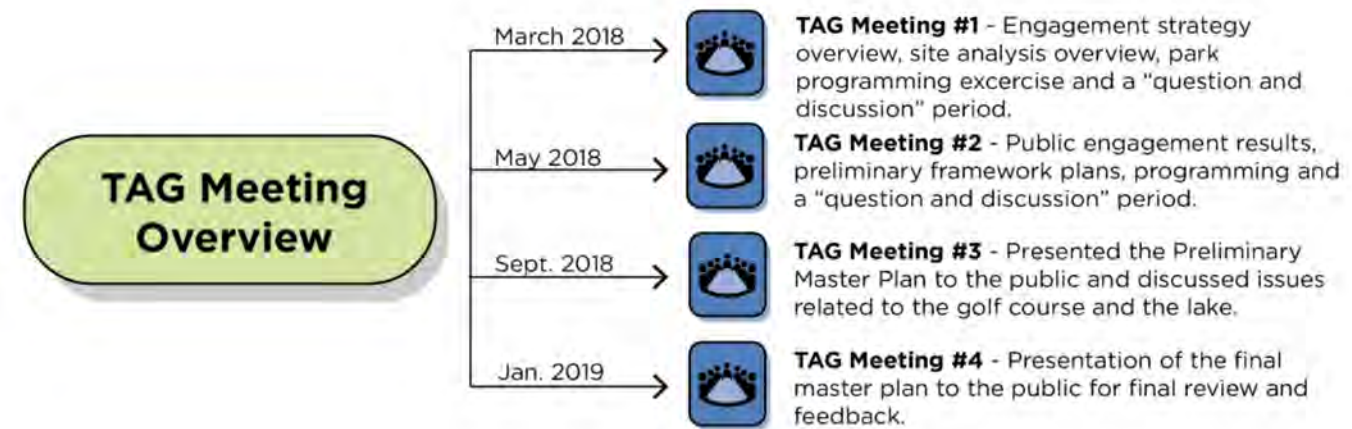 TAG Meeting
Overview
March 2018
TAG Meeting #1 - Engagement strategy
overview, site analysis overview, park
programming excercise and a “question and
discussion” period.
May 2018
TAG Meeting #2 - Public engagement results,
preliminary framework plans, programming and
a “question and discussion” period.
Sept. 2018
TAG Meeting #3 - Presented the Preliminary
Master Plan to the public and discussed issues
related to the golf course and the lake.
Jan. 2019
TAG Meeting #4 - Presentation of the final
master plan to the public for final review and
feedback.